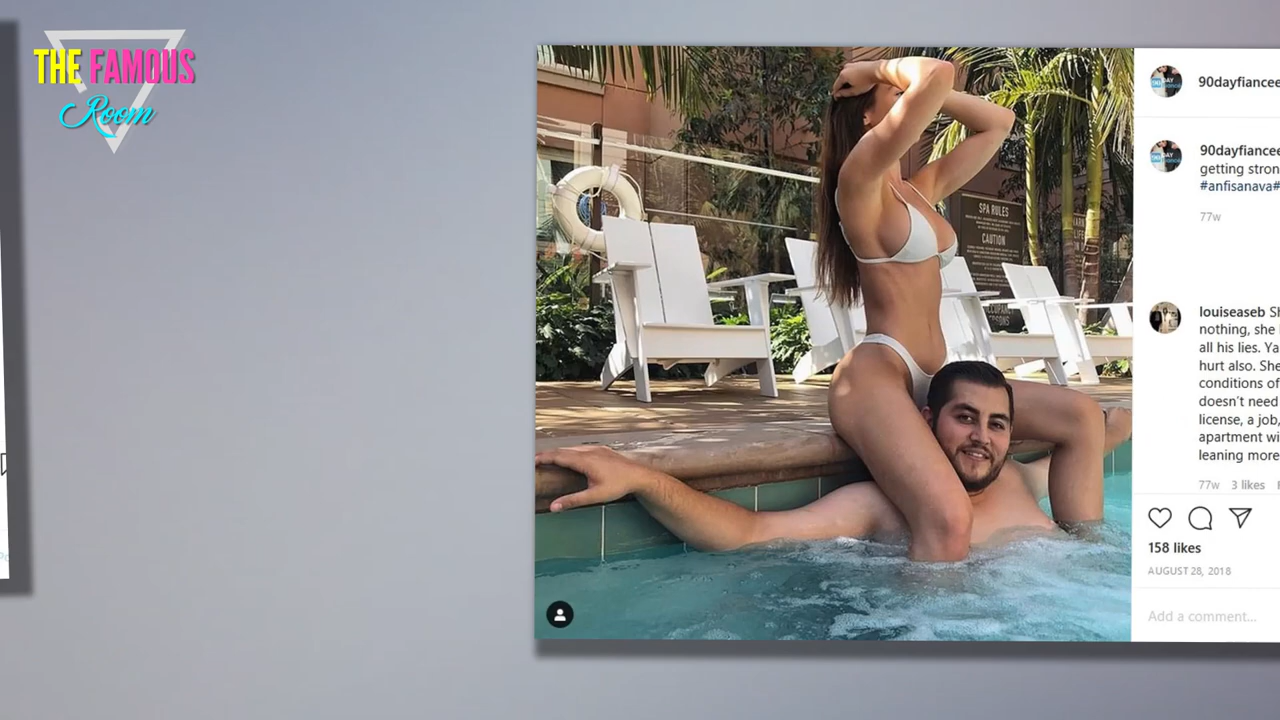 THE FAMOUS
Room
SPA RULES
CAUTION
90dayfiancee
90dayfiancee
getting stron
#anfisanava#
77w
louiseaseb Sh
nothing, she l
all his lies. Ya
hurt also. She
conditions of
doesn't need
license, a job,
apartment wi
leaning more
77w 3 likes
158 likes
AUGUST 28, 2018
Add a comment...